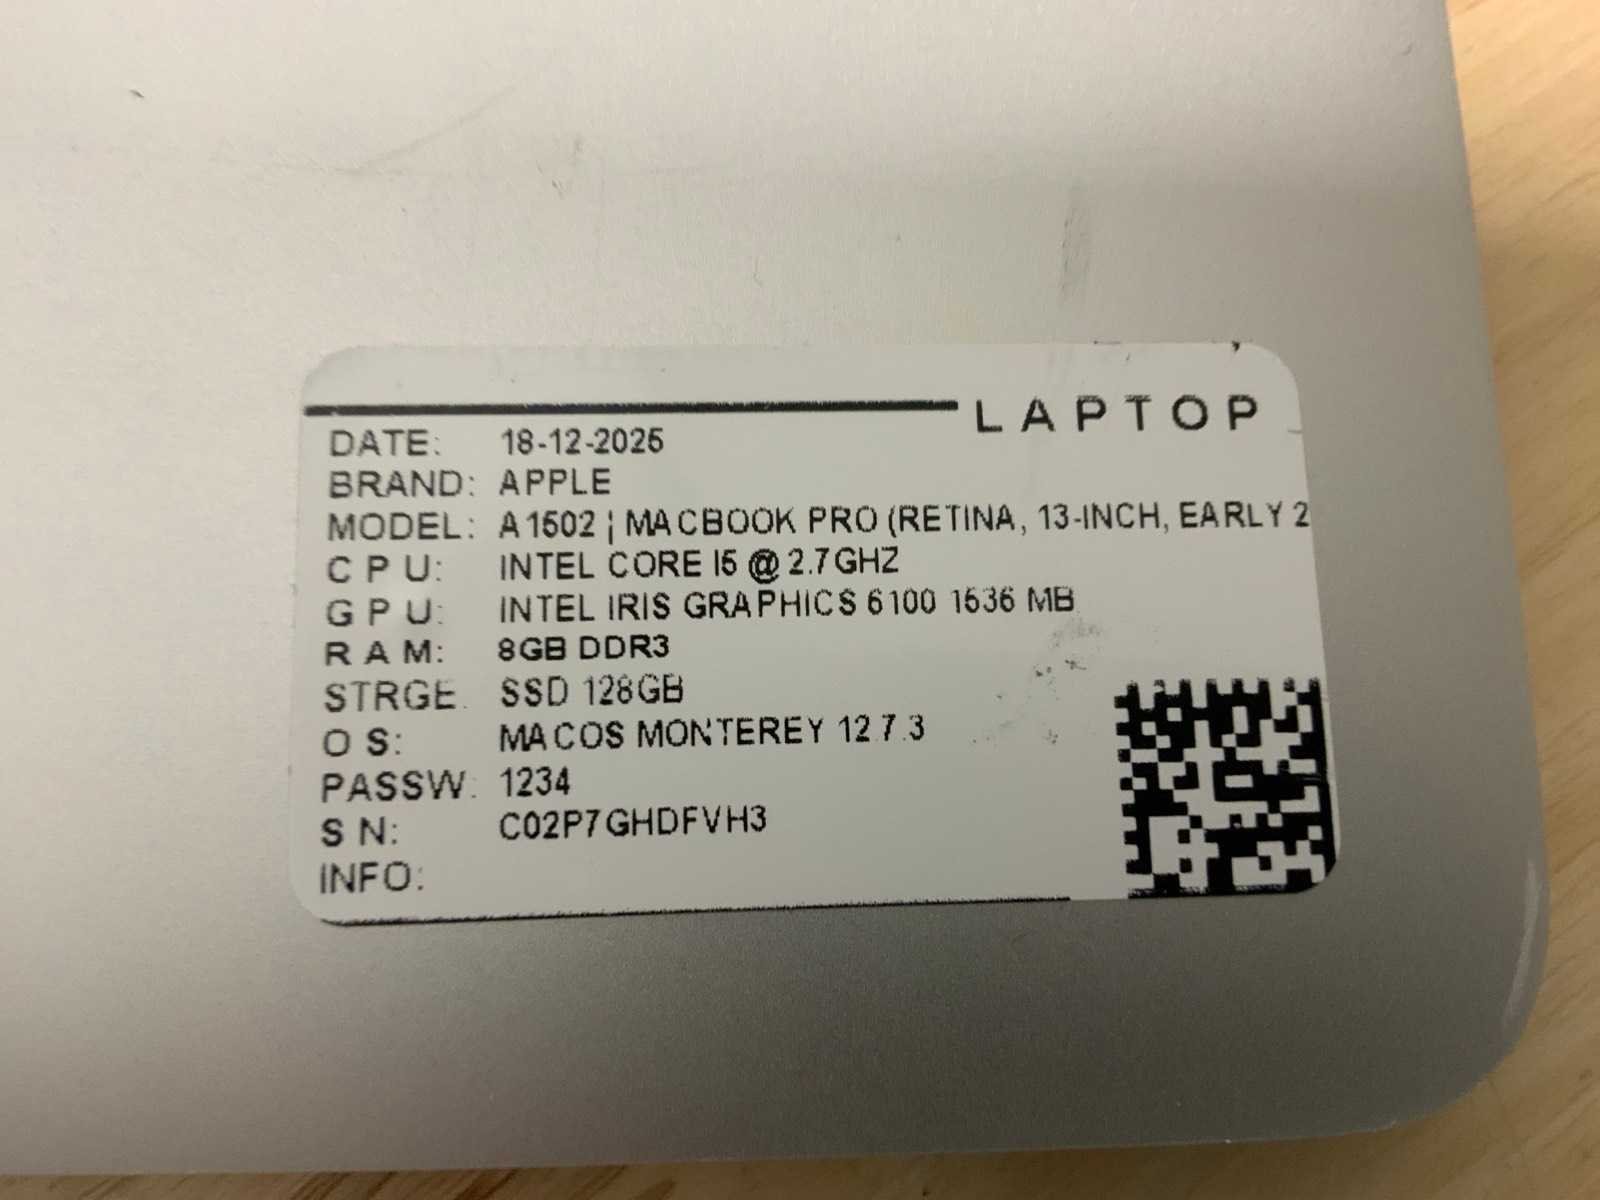 LAPTOP
DATE: 18-12-2025
BRAND: APPLE
MODEL: A1502 | MACBOOK PRO (RETINA, 13-INCH, EARLY 2
CPU: INTEL CORE I5 @ 2.7GHZ
GPU: INTEL IRIS GRAPHICS 6100 1536 MB
RAM: 8GB DDR3
STRGE. SSD 128GB
OS: MACOS MONTEREY 12.7.3
PASSW: 1234
SN: C02P7GHDFVH3
INFO: